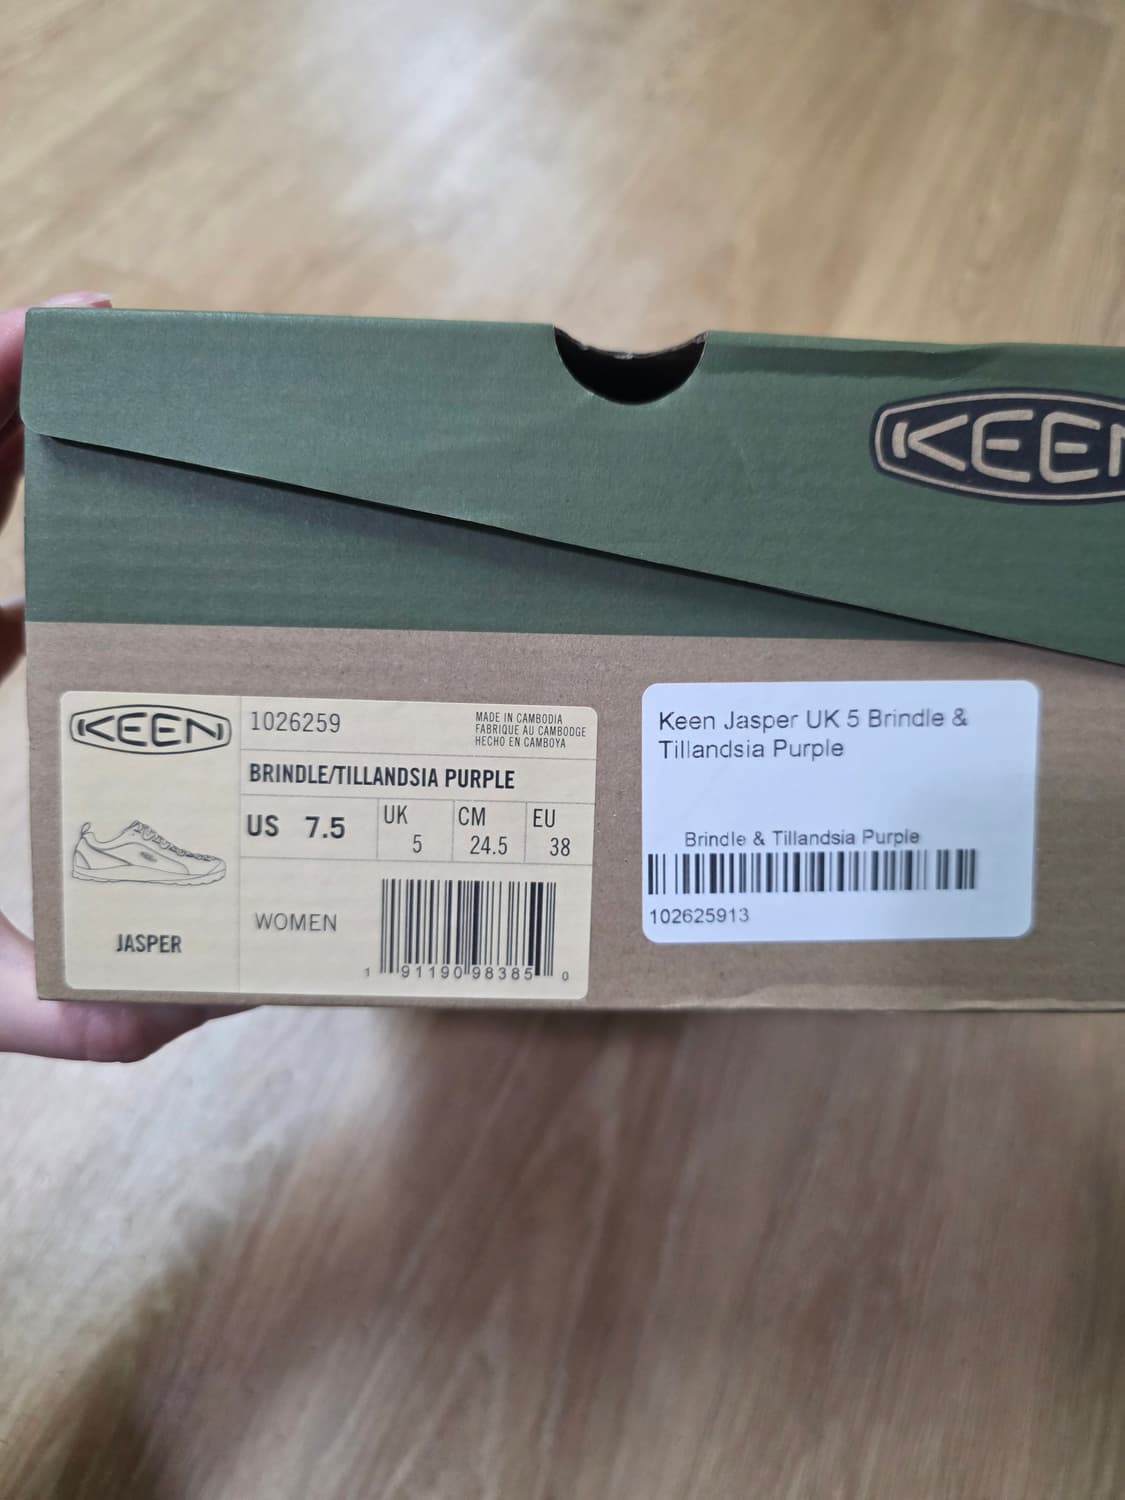 KEEN
KEEN
1026259
MADE IN CAMBODIA
FABRIQUE AU CAMBODGE
HECHO EN CAMBOYA
BRINDLE/TILLANDSIA PURPLE
US 7.5
UK
5
CM
24.5
EU
38
JASPER
WOMEN
1 91190 98385 0
Keen Jasper UK 5 Brindle &
Tillandsia Purple
Brindle & Tillandsia Purple
102625913